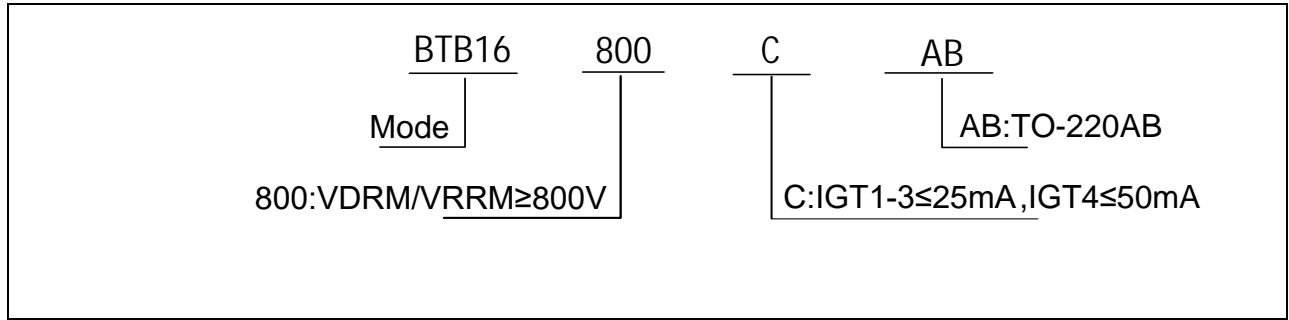 BTB16 800 C AB
Mode AB:TO-220AB
800:VDRM/VRRM≥800V C:IGT1-3≤25mA,IGT4≤50mA